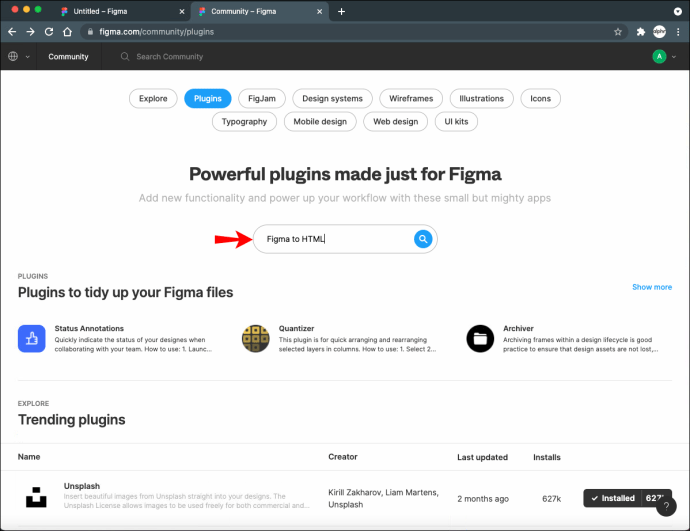 Untitled – Figma
Community – Figma
figma.com/community/plugins
alphr
Community
Search Community
A
Explore
Plugins
FigJam
Design systems
Wireframes
Illustrations
Icons
Typography
Mobile design
Web design
UI kits
Powerful plugins made just for Figma
Add new functionality and power up your workflow with these small but mighty apps
Figma to HTML
PLUGINS
Plugins to tidy up your Figma files
Show more
Status Annotations
Quickly indicate the status of your designes when
collaborating with your team. How to use: 1. Launc...
Quantizer
This plugin is for quick arranging and rearranging
selected layers in columns. How to use: 1. Select 2...
Archiver
Archiving frames within a design lifecycle is good
practice to ensure that design assets are not lost,...
EXPLORE
Trending plugins
Name
Creator
Last updated
Installs
Unsplash
Insert beautiful images from Unsplash straight into your designs. The
Unsplash License allows images to be used freely for both commercial and...
Kirill Zakharov, Liam Martens,
Unsplash
2 months ago
627k
Installed
627k
?